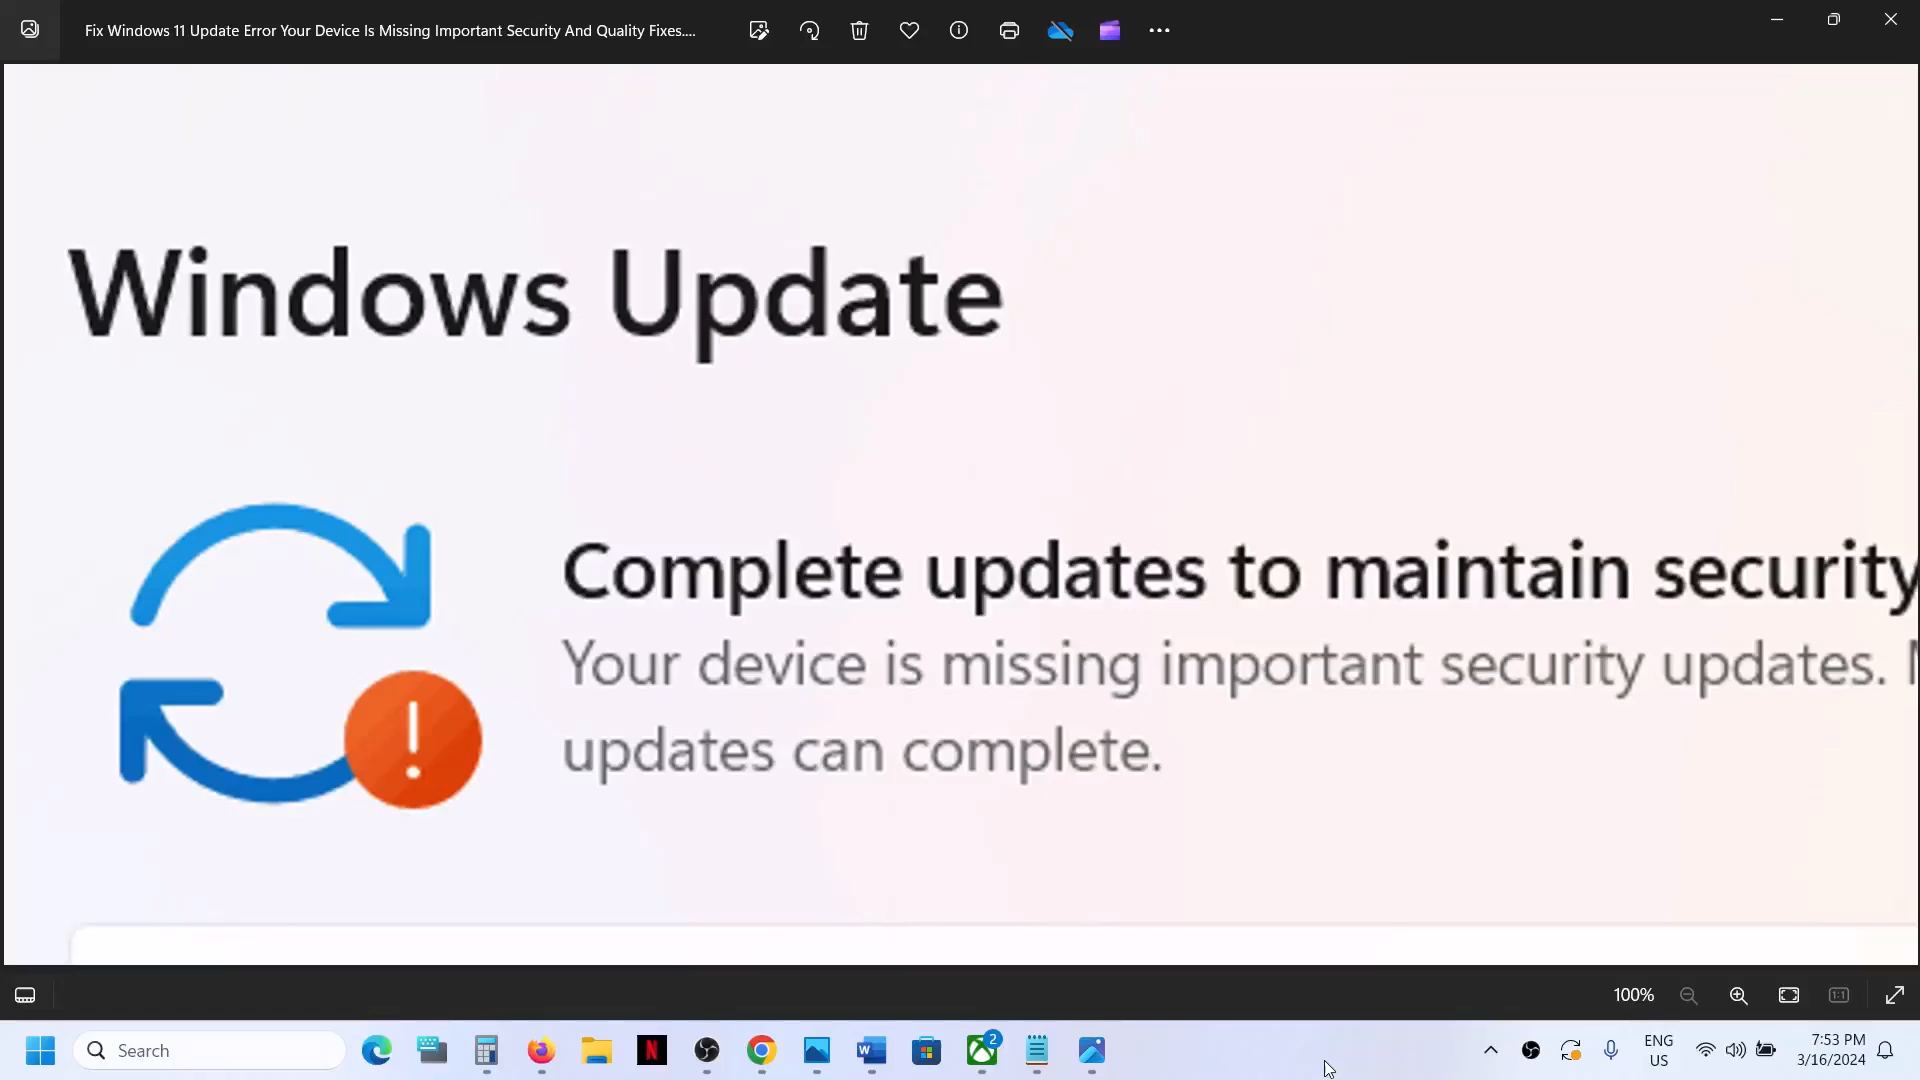 Fix Windows 11 Update Error Your Device Is Missing Important Security And Quality Fixes....
Windows Update
Complete updates to maintain security
Your device is missing important security updates.
updates can complete.
100%
Search
2
ENG
US
7:53 PM
3/16/2024